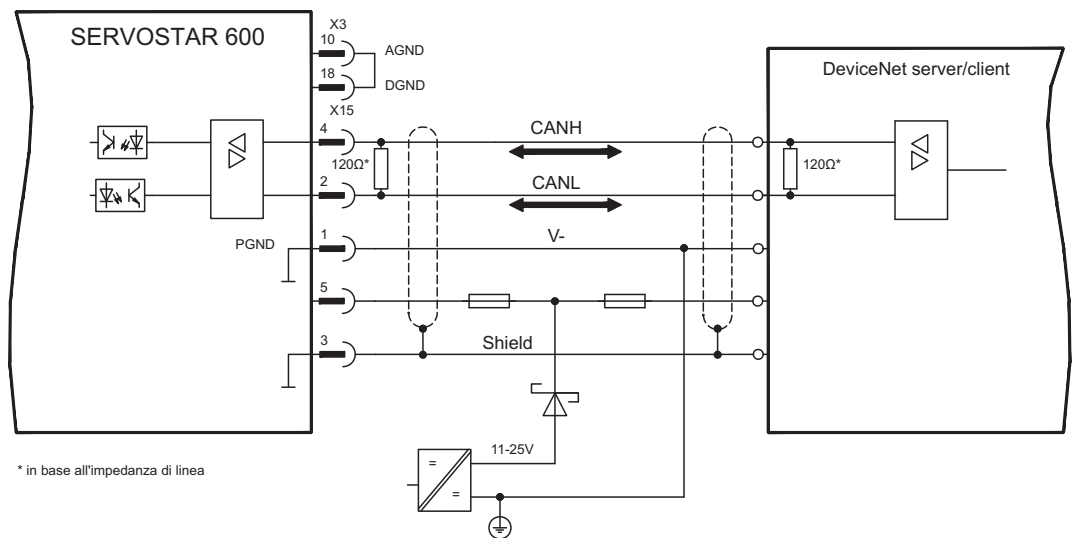 SERVOSTAR 600
X3
10
AGND
18
DGND
X15
4
120Ω*
2
PGND
1
5
3
CANH
CANL
V-
Shield
11-25V
=
=
DeviceNet server/client
120Ω*
* in base all'impedanza di linea